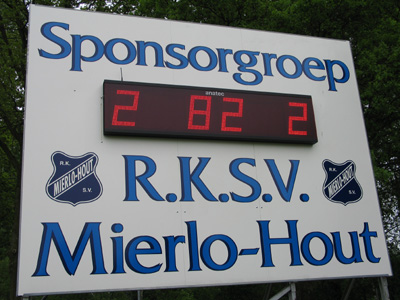 Sponsorgroep
anatec
2 82 2
R.K.S.V.
R.K.
MIERLO-HOUT
S.V.
R.K.
MIERLO-HOUT
S.V.
Mierlo-Hout